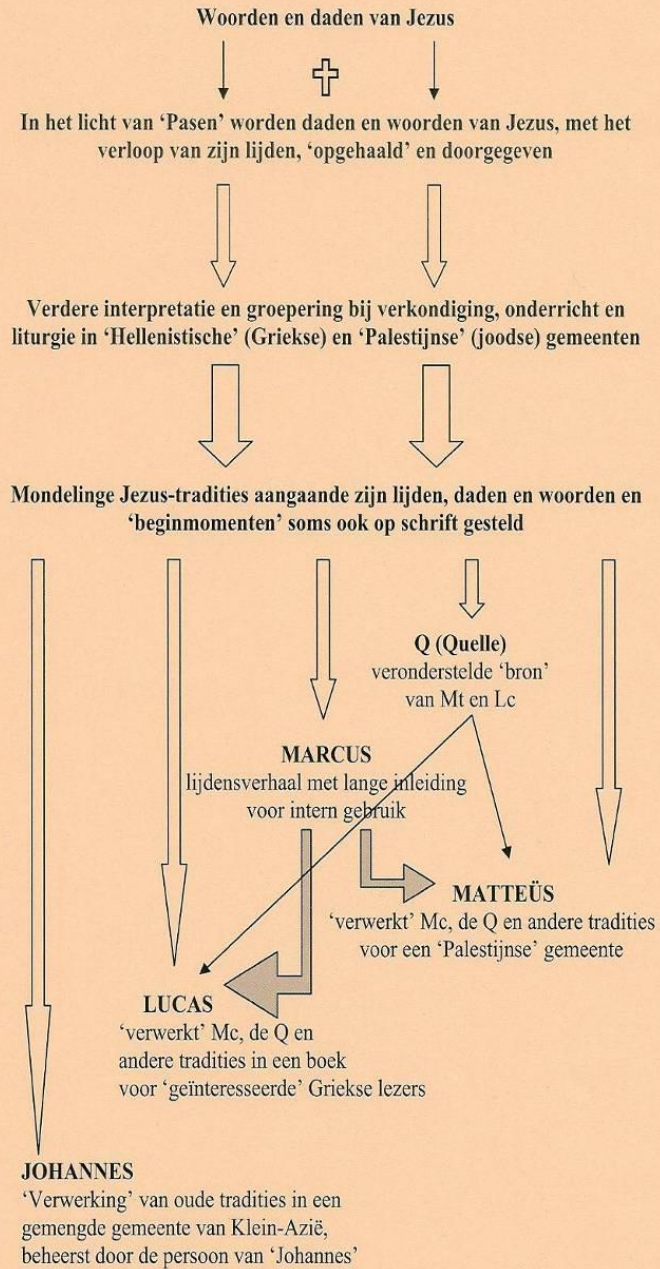 Woorden en daden van Jezus
In het licht van ‘Pasen’ worden daden en woorden van Jezus, met het
verloop van zijn lijden, ‘opgehaald’ en doorgegeven
Verdere interpretatie en groepering bij verkondiging, onderricht en
liturgie in ‘Hellenistische’ (Griekse) en ‘Palestijnse’ (joodse) gemeenten
Mondelinge Jezus-tradities aangaande zijn lijden, daden en woorden en
‘beginmomenten’ soms ook op schrift gesteld
Q (Quelle)
veronderstelde ‘bron’
van Mt en Lc
MARCUS
lijdensverhaal met lange inleiding
voor intern gebruik
MATTEÜS
‘verwerkt’ Mc, de Q en andere tradities
voor een ‘Palestijnse’ gemeente
LUCAS
‘verwerkt’ Mc, de Q en
andere tradities in een boek
voor ‘geïnteresseerde’ Griekse lezers
JOHANNES
‘Verwerking’ van oude tradities in een
gemengde gemeente van Klein-Azië,
beheerst door de persoon van ‘Johannes’